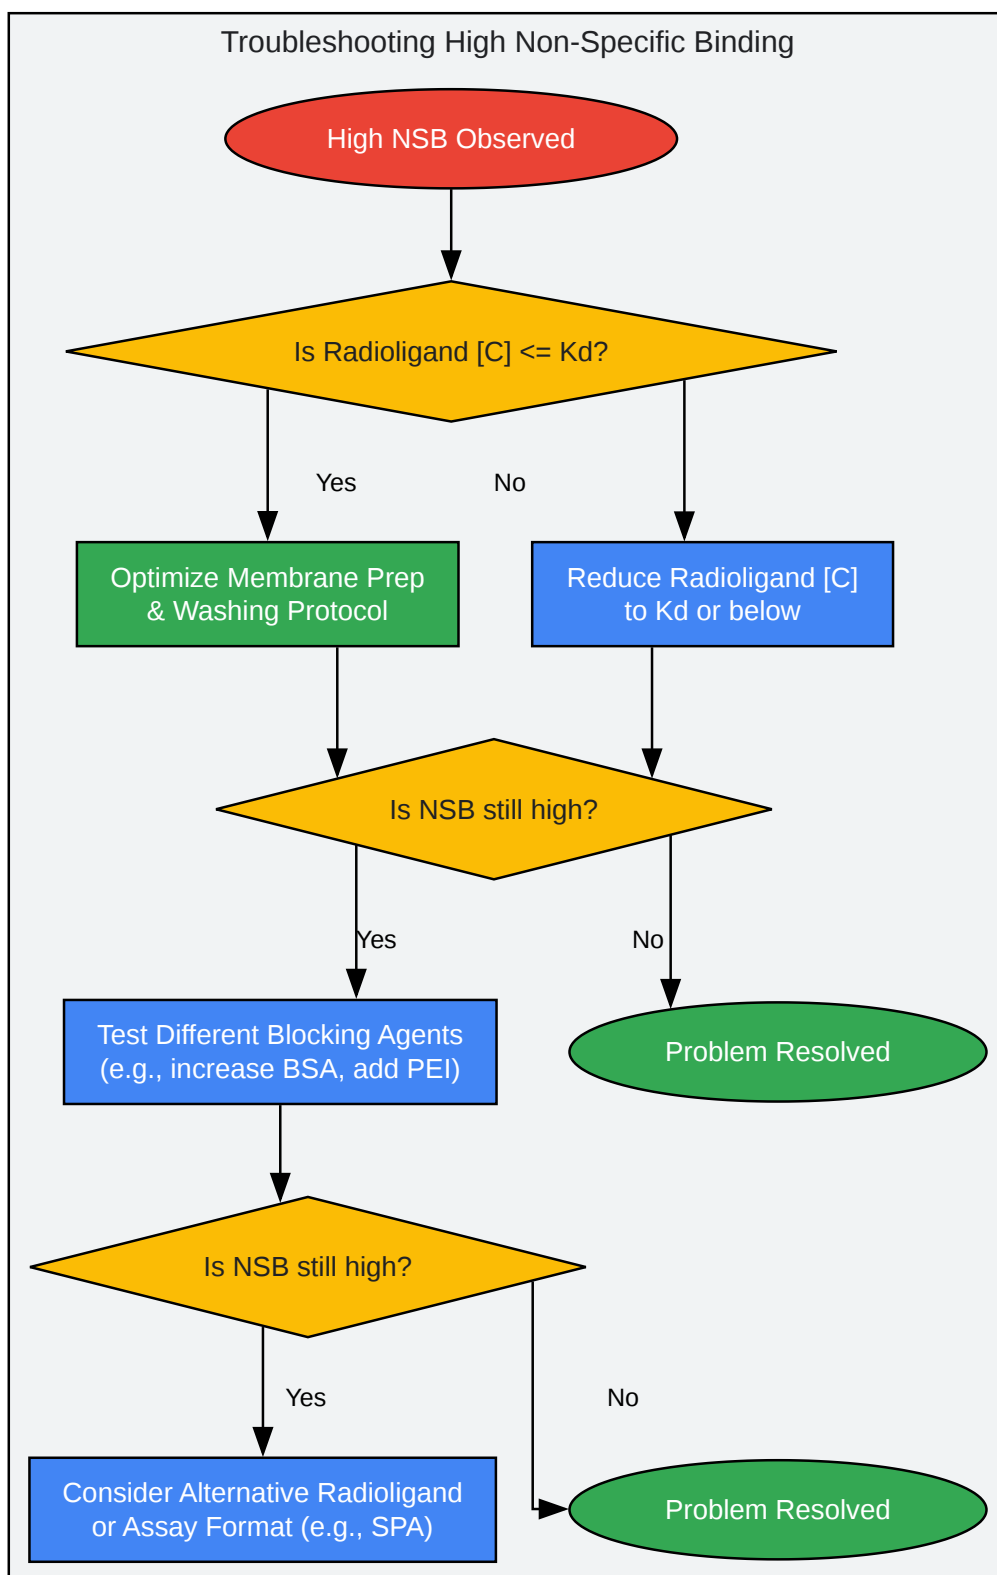 Troubleshooting High Non-Specific Binding
High NSB Observed
Is Radioligand [C] <= Kd?
Yes
No
Optimize Membrane Prep
& Washing Protocol
Reduce Radioligand [C]
to Kd or below
Is NSB still high?
Yes
No
Test Different Blocking Agents
(e.g., increase BSA, add PEI)
Problem Resolved
Is NSB still high?
Yes
No
Consider Alternative Radioligand
or Assay Format (e.g., SPA)
Problem Resolved